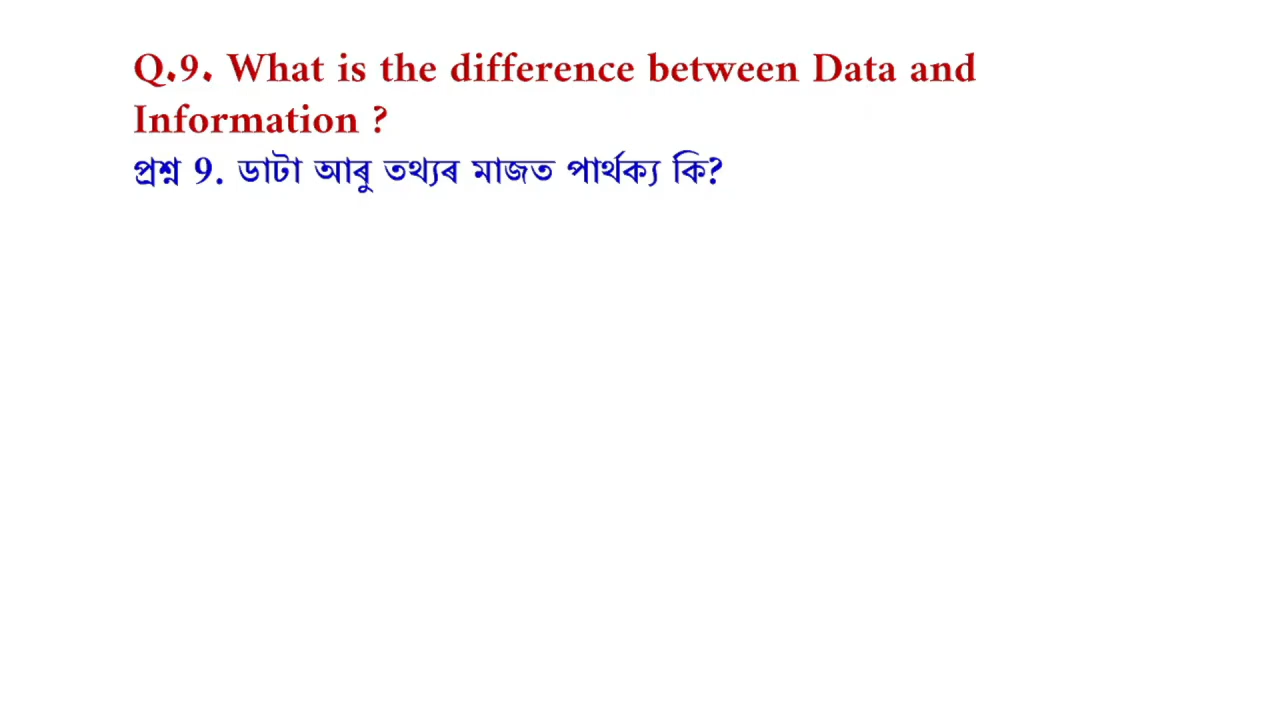 Q.9. What is the difference between Data and
Information ?
প্ৰশ্ন 9. ডাটা আৰু তথ্যৰ মাজত পাৰ্থক্য কি?